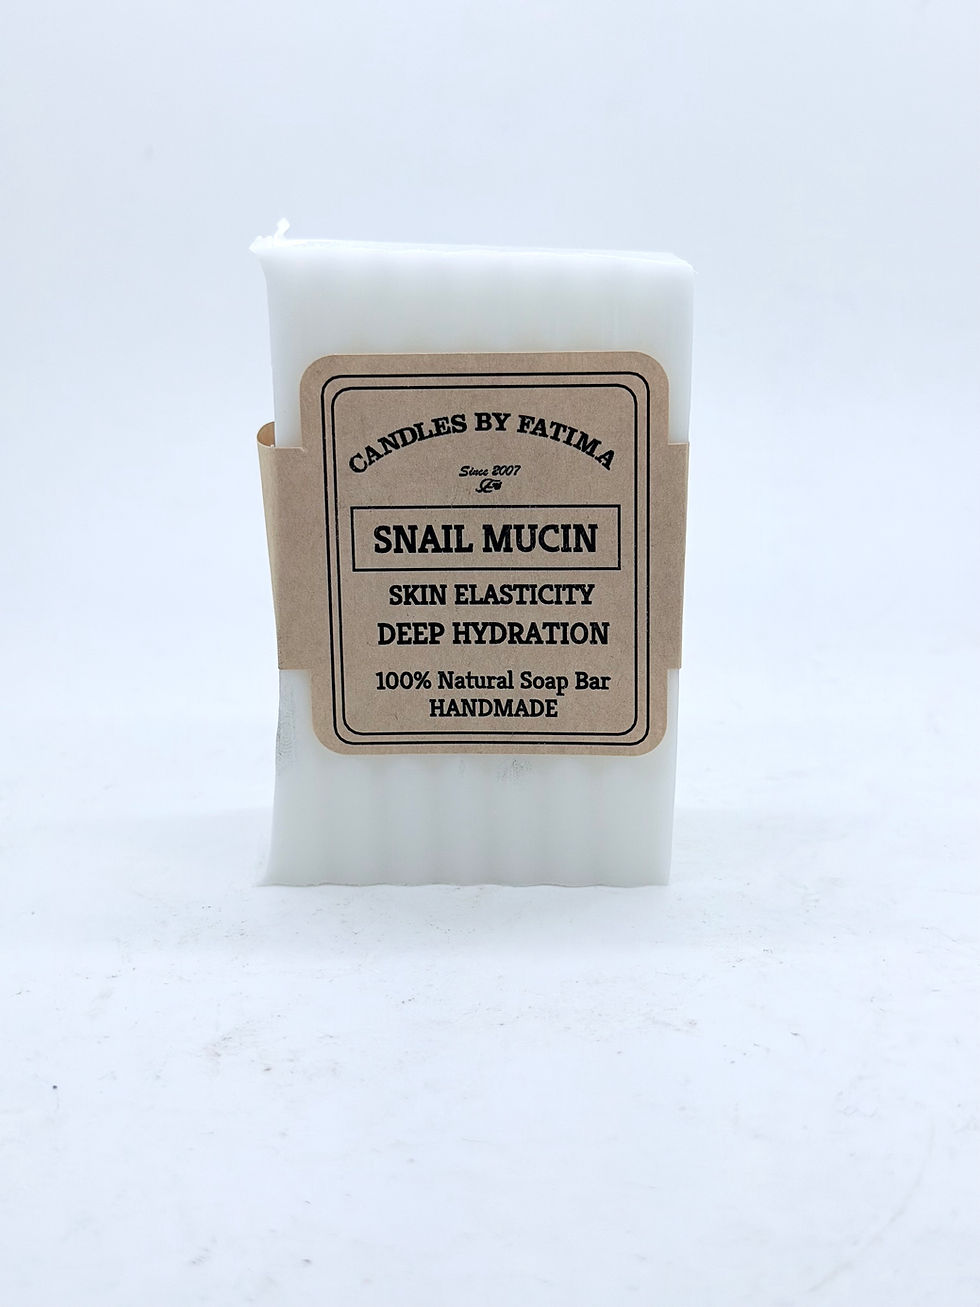 CANDLES BY FATIMA
Since 2007
SNAIL MUCIN
SKIN ELASTICITY
DEEP HYDRATION
100% Natural Soap Bar
HANDMADE